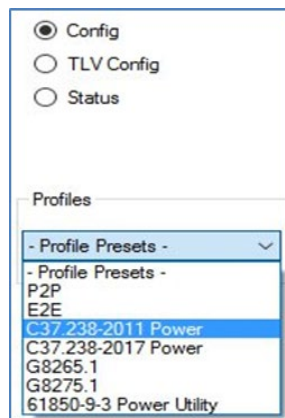 Config
TLV Config
Status
Profiles
- Profile Presets -
- Profile Presets -
P2P
E2E
C37.238-2011 Power
C37.238-2017 Power
G8265.1
G8275.1
61850-9-3 Power Utility